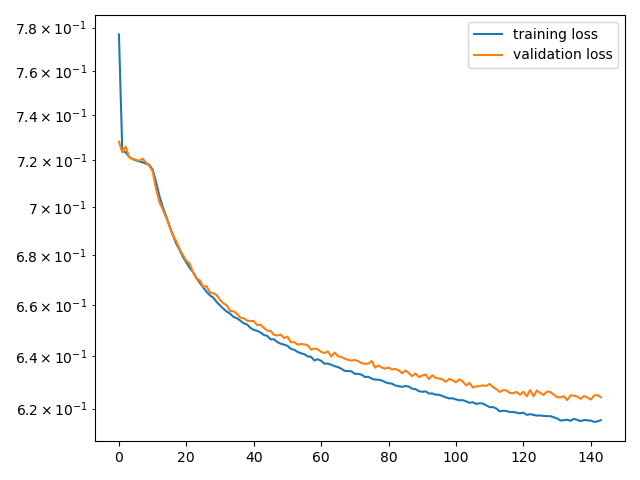 training loss
validation loss
7.8 × 10⁻¹
7.6 × 10⁻¹
7.4 × 10⁻¹
7.2 × 10⁻¹
7 × 10⁻¹
6.8 × 10⁻¹
6.6 × 10⁻¹
6.4 × 10⁻¹
6.2 × 10⁻¹
0 20 40 60 80 100 120 140